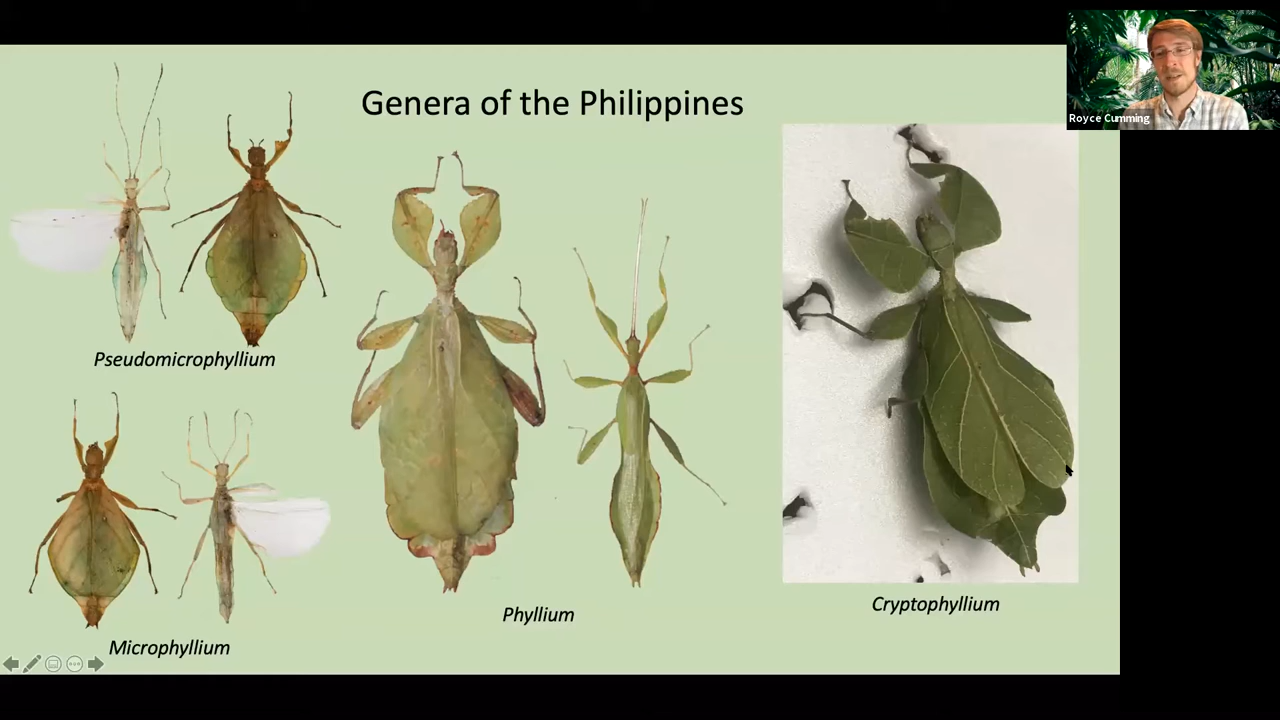 Genera of the Philippines
Royce Cumming
Pseudomicrophyllium
Microphyllium
Phyllium
Cryptophyllium